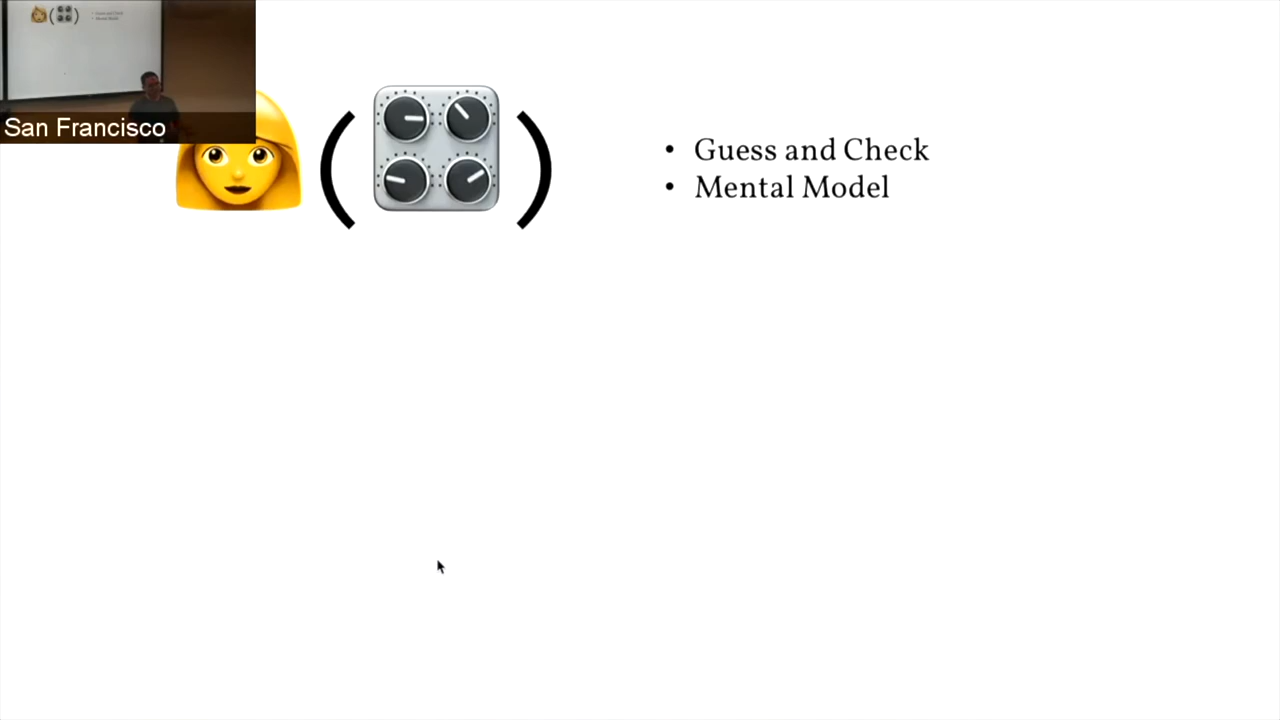 San Francisco
( )
• Guess and Check
• Mental Model